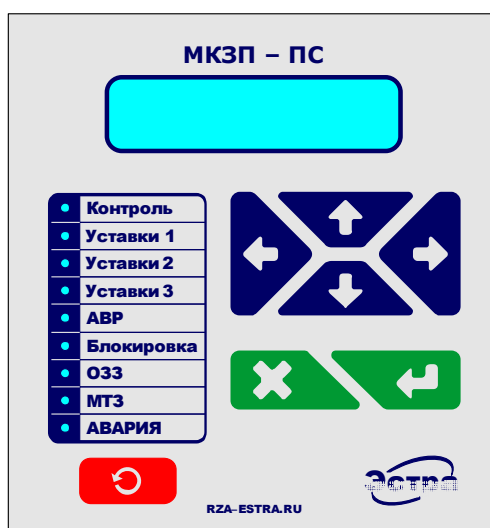 МКЗП – ПС
Контроль
Уставки 1
Уставки 2
Уставки 3
АВР
Блокировка
ОЗЗ
МТЗ
АВАРИЯ
Эстра
RZA–ESTRA.RU